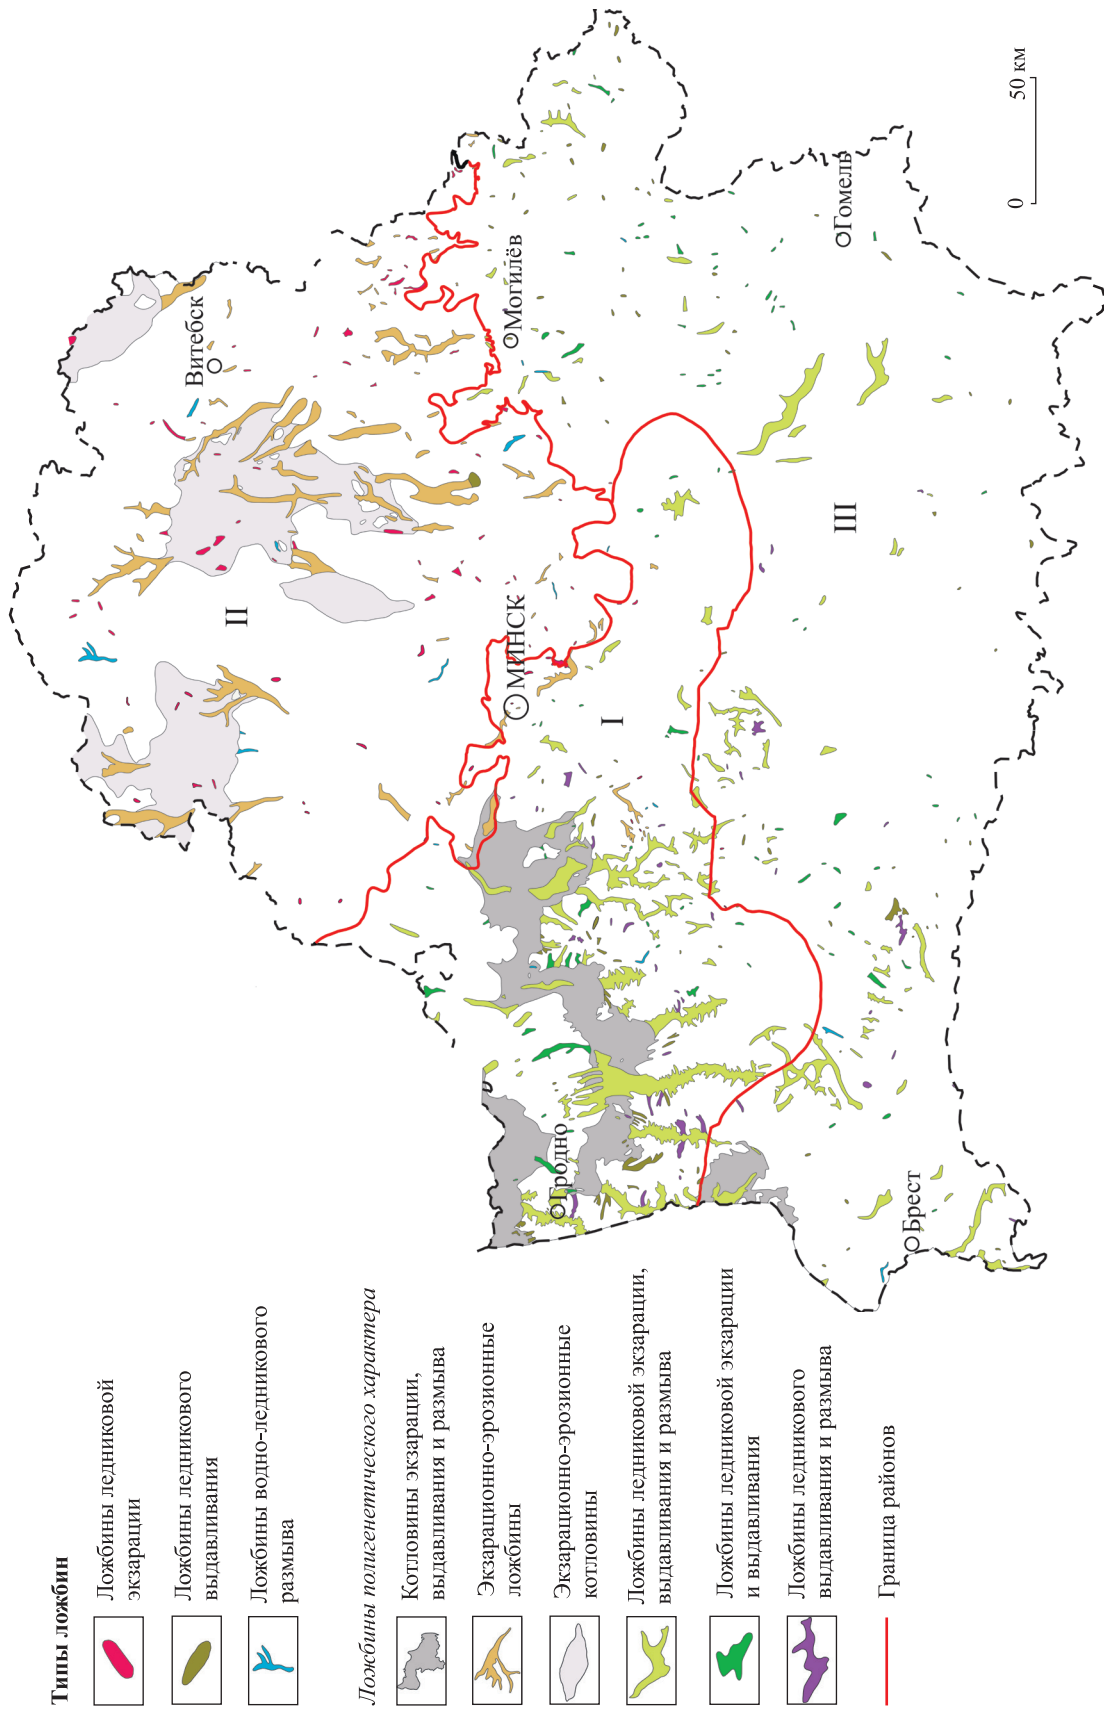 Витебск
Могилёв
Гомель
МИНСК
Гродно
Брест
II
I
III
0
50 км
Типы ложбин
Ложбины ледниковой
экзарации
Ложбины ледникового
выдавливания
Ложбины водно-ледникового
размыва
Ложбины полигенетического характера
Котловины экзарации,
выдавливания и размыва
Экзарационно-эрозионные
ложбины
Экзарационно-эрозионные
котловины
Ложбины ледниковой экзарации,
выдавливания и размыва
Ложбины ледниковой экзарации
и выдавливания
Ложбины ледникового
выдавливания и размыва
Граница районов